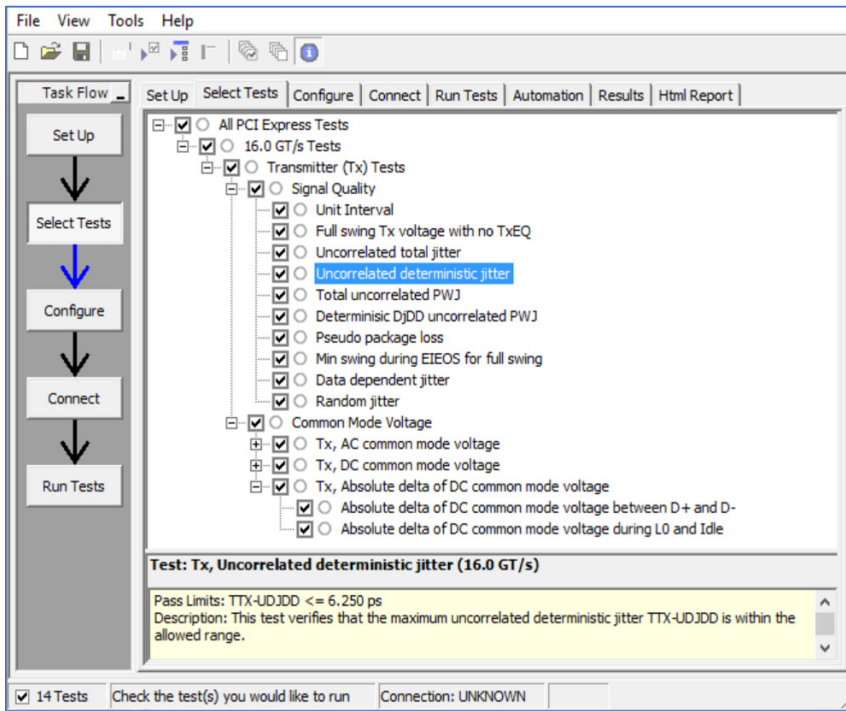 File View Tools Help
Task Flow
Set Up
Select Tests
Configure
Connect
Run Tests
Set Up Select Tests Configure Connect Run Tests Automation Results Html Report
All PCI Express Tests
16.0 GT/s Tests
Transmitter (Tx) Tests
Signal Quality
Unit Interval
Full swing Tx voltage with no TxEQ
Uncorrelated total jitter
Uncorrelated deterministic jitter
Total uncorrelated PWJ
Determinisic DjDD uncorrelated PWJ
Pseudo package loss
Min swing during EIEOS for full swing
Data dependent jitter
Random jitter
Common Mode Voltage
Tx, AC common mode voltage
Tx, DC common mode voltage
Tx, Absolute delta of DC common mode voltage
Absolute delta of DC common mode voltage between D+ and D-
Absolute delta of DC common mode voltage during L0 and Idle
Test: Tx, Uncorrelated deterministic jitter (16.0 GT/s)
Pass Limits: TTX-UDJDD <= 6.250 ps
Description: This test verifies that the maximum uncorrelated deterministic jitter TTX-UDJDD is within the
allowed range.
14 Tests Check the test(s) you would like to run Connection: UNKNOWN